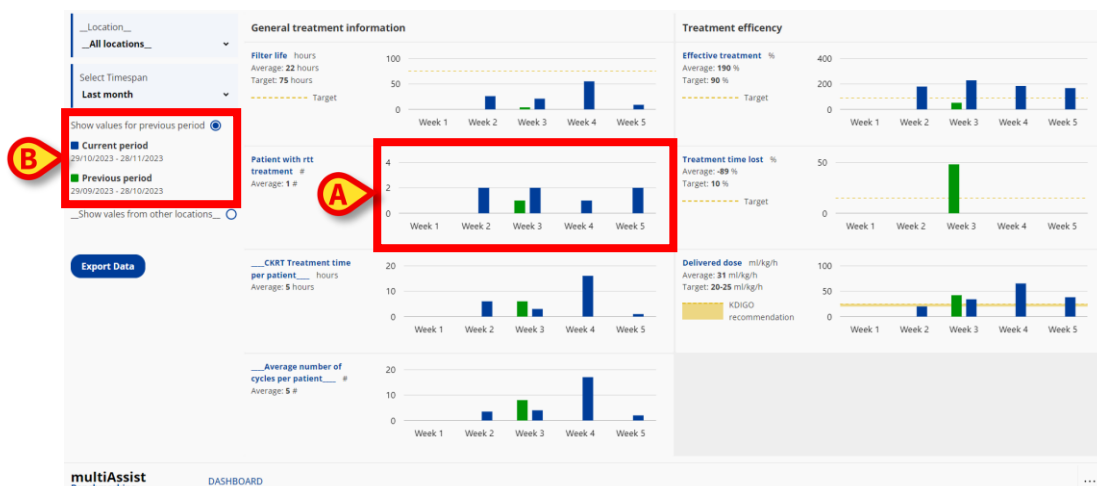 __Location__
__All locations__
Select Timespan
Last month
Show values for previous period
Current period
29/10/2023 - 28/11/2023
Previous period
29/09/2023 - 28/10/2023
__Show vales from other locations__
Export Data
B
General treatment information
Filter life hours
Average: 22 hours
Target: 75 hours
Target
100
50
0
Week 1 Week 2 Week 3 Week 4 Week 5
Patient with rtt
treatment #
Average: 1 #
A
4
2
0
Week 1 Week 2 Week 3 Week 4 Week 5
____CKRT Treatment time
per patient____ hours
Average: 5 hours
20
10
0
Week 1 Week 2 Week 3 Week 4 Week 5
____Average number of
cycles per patient____ #
Average: 5 #
20
10
0
Week 1 Week 2 Week 3 Week 4 Week 5
Treatment efficency
Effective treatment %
Average: 190 %
Target: 90 %
Target
400
200
0
Week 1 Week 2 Week 3 Week 4 Week 5
Treatment time lost %
Average: -89 %
Target: 10 %
Target
50
0
Week 1 Week 2 Week 3 Week 4 Week 5
Delivered dose ml/kg/h
Average: 31 ml/kg/h
Target: 20-25 ml/kg/h
KDIGO
recommendation
100
50
0
Week 1 Week 2 Week 3 Week 4 Week 5
multiAssist
DASHBOARD
...